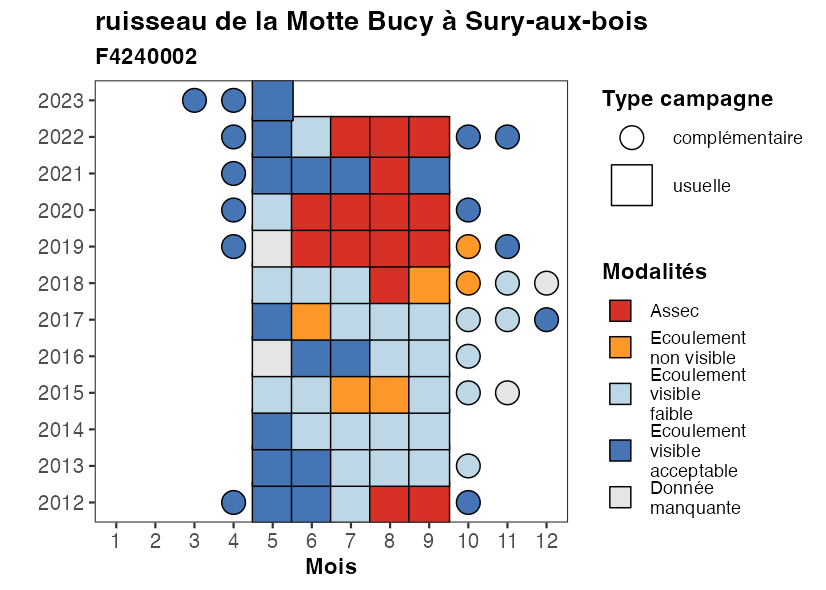 ruisseau de la Motte Bucy à Sury-aux-bois
F4240002
2023
2022
2021
2020
2019
2018
2017
2016
2015
2014
2013
2012
1 2 3 4 5 6 7 8 9 10 11 12
Mois
Type campagne
complémentaire
usuelle
Modalités
Assec
Ecoulement
non visible
Ecoulement
visible
faible
Ecoulement
visible
acceptable
Donnée
manquante